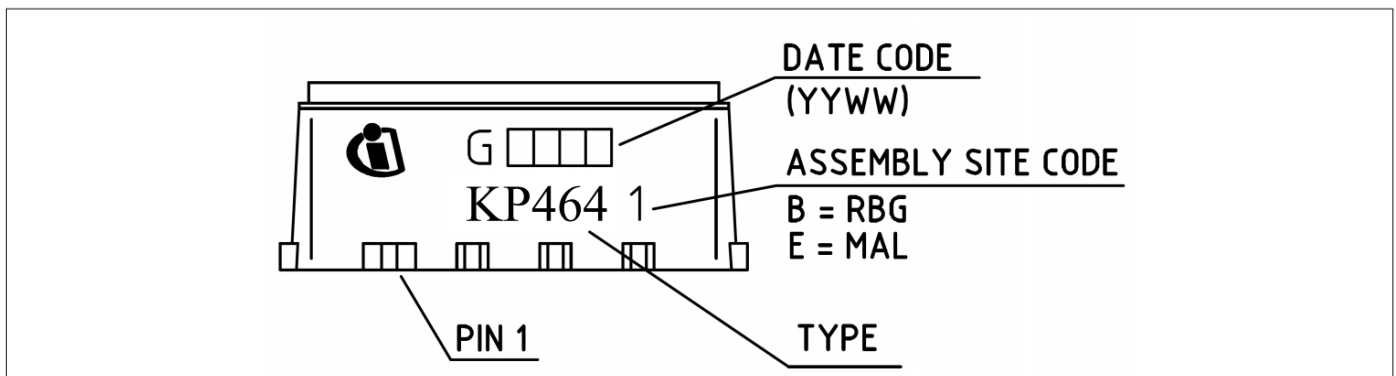 DATE CODE
(YYWW)
G
ASSEMBLY SITE CODE
KP464 1
B = RBG
E = MAL
PIN 1
TYPE